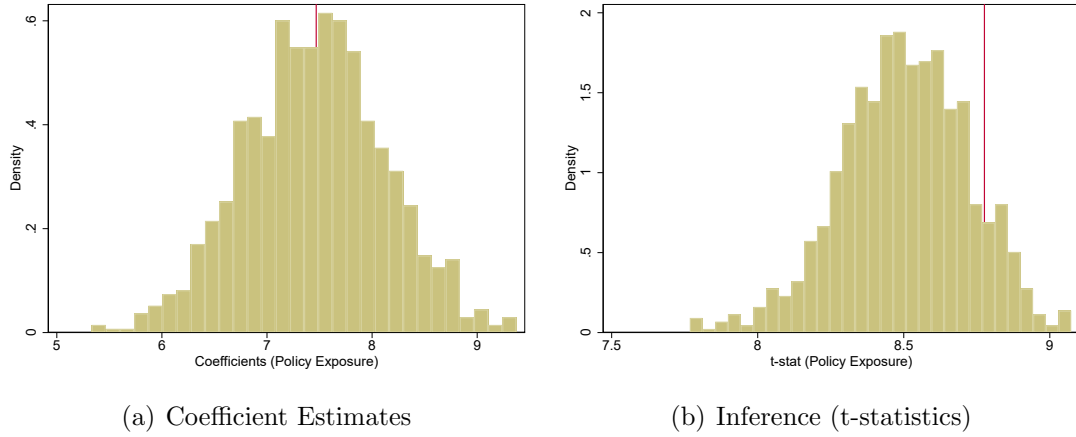 .6
.4
.2
0
Density
5 6 7 8 9
Coefficients (Policy Exposure)
(a) Coefficient Estimates
2
1.5
1
.5
0
Density
7.5 8 8.5 9
t-stat (Policy Exposure)
(b) Inference (t-statistics)